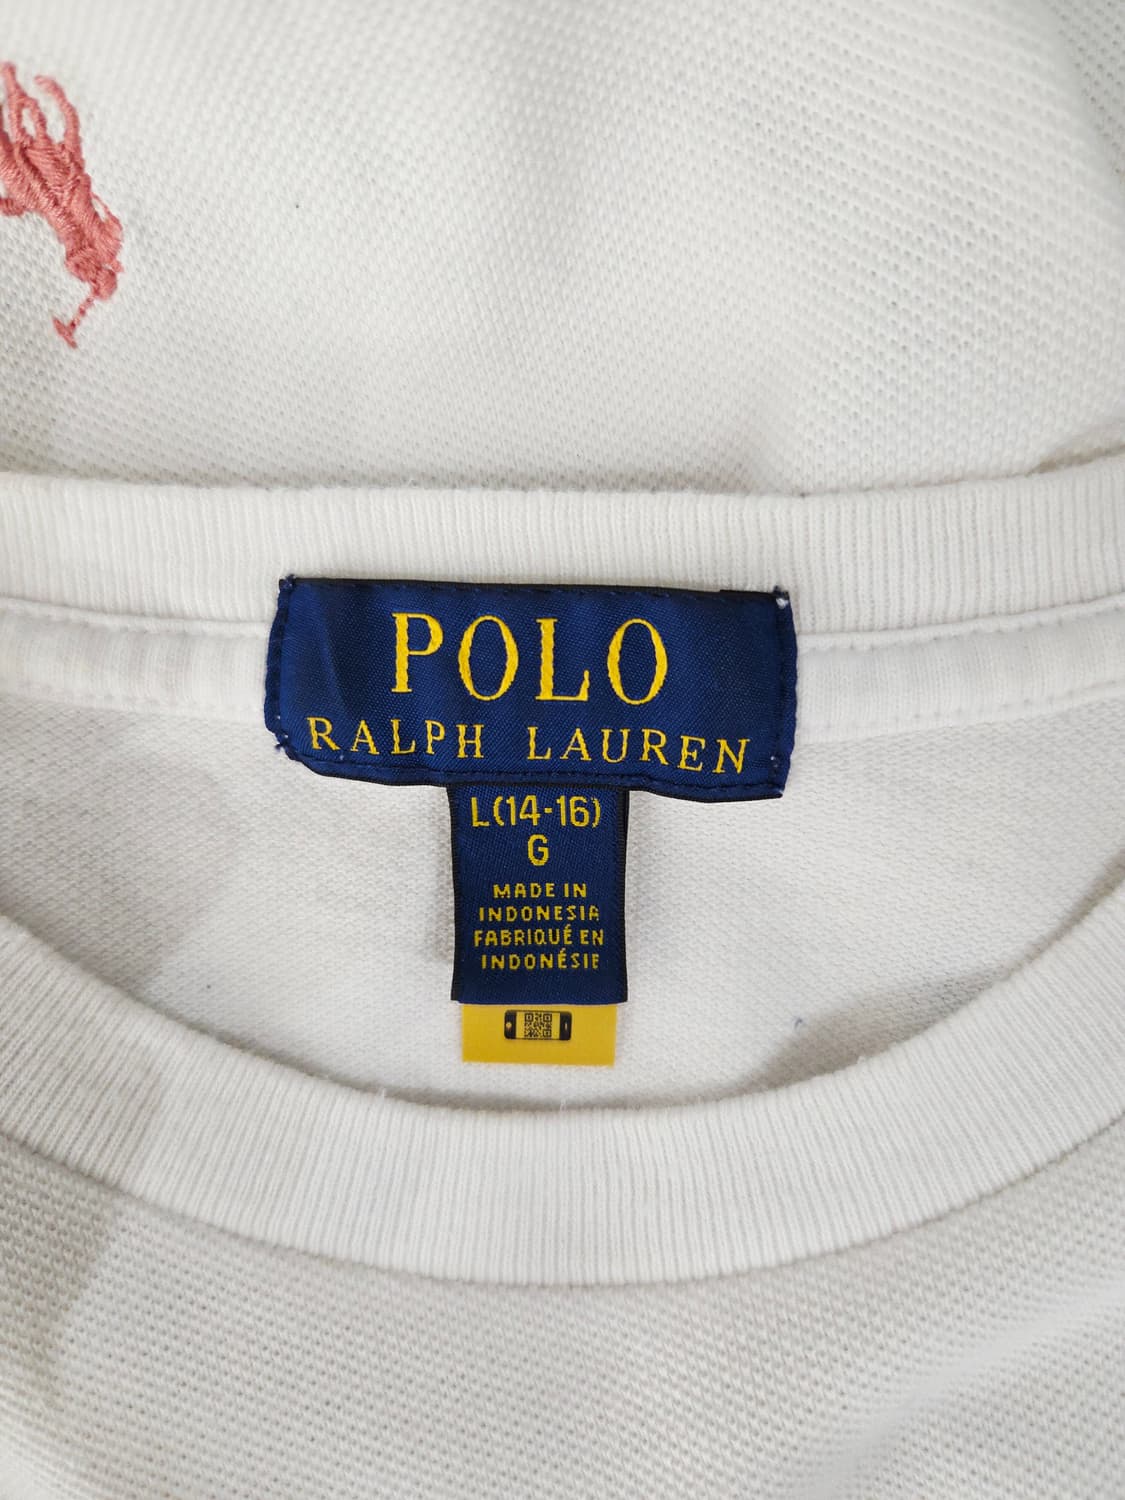 POLO
RALPH LAUREN
L(14-16)
G
MADE IN
INDONESIA
FABRIQUÉ EN
INDONÉSIE